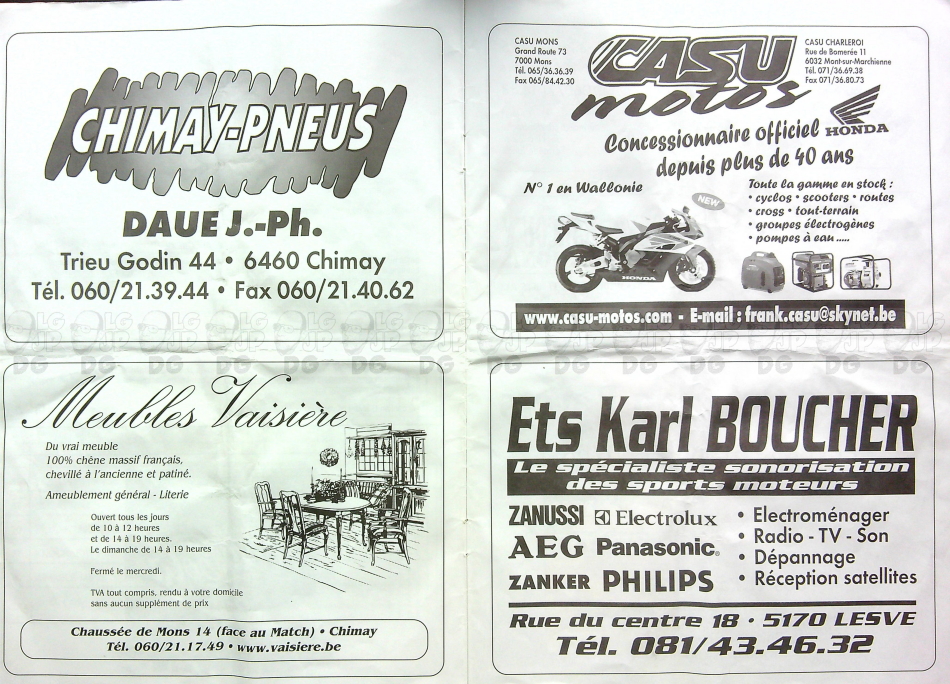 CHIMAY-PNEUS
DAUE J.-Ph.
Trieu Godin 44 • 6460 Chimay
Tél. 060/21.39.44 • Fax 060/21.40.62
CASU MONS
Grand Route 73
7000 Mons
Tél. 065/36.36.39
Fax 065/84.42.30
CASU
motos
CASU CHARLEROI
Rue de Bomerée 11
6032 Mont-sur-Marchienne
Tél. 071/36.69.38
Fax 071/36.80.73
Concessionnaire officiel HONDA
depuis plus de 40 ans
N° 1 en Wallonie
NEW
HONDA
Toute la gamme en stock :
• cyclos • scooters • routes
• cross • tout-terrain
• groupes électrogènes
• pompes à eau .....
www.casu-motos.com - E-mail : frank.casu@skynet.be
Meubles Vaisière
Du vrai meuble
100% chêne massif français,
chevillé à l'ancienne et patiné.
Ameublement général - Literie
Ouvert tous les jours
de 10 à 12 heures
et de 14 à 19 heures.
Le dimanche de 14 à 19 heures
Fermé le mercredi.
TVA tout compris, rendu à votre domicile
sans aucun supplément de prix
Chaussée de Mons 14 (face au Match) • Chimay
Tél. 060/21.17.49 • www.vaisiere.be
Ets Karl BOUCHER
Le spécialiste sonorisation
des sports moteurs
ZANUSSI Electrolux
AEG Panasonic
ZANKER PHILIPS
• Electroménager
• Radio - TV - Son
• Dépannage
• Réception satellites
Rue du centre 18 • 5170 LESVE
Tél. 081/43.46.32